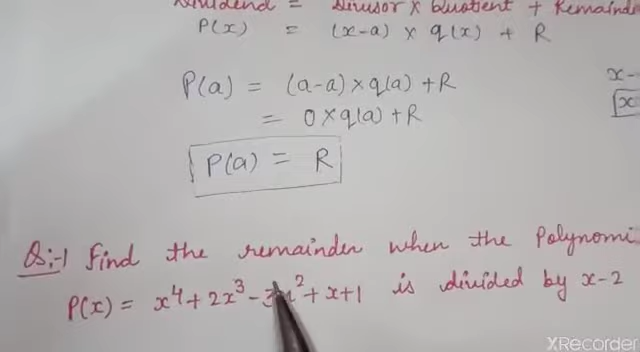 Dividend = Divisor × Quotient + Remainde
P(x) = (x-a) × q(x) + R
P(a) = (a-a) × q(a) + R
= 0 × q(a) + R
P(a) = R
x-
x
Q:-1 Find the remainder when the Polynomi
P(x) = x⁴ + 2x³ - 3x² + x + 1 is divided by x-2
XRecorder